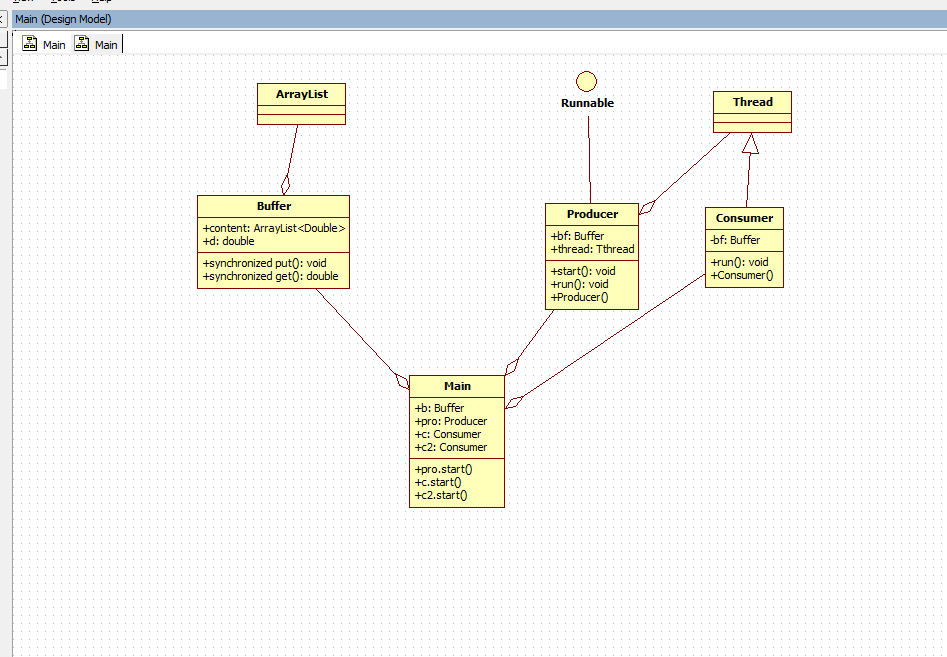 Main (Design Model)
Main Main
ArrayList
Runnable
Thread
Buffer
+content: ArrayList<Double>
+d: double
+synchronized put(): void
+synchronized get(): double
Producer
+bf: Buffer
+thread: Tthread
+start(): void
+run(): void
+Producer()
Consumer
-bf: Buffer
+run(): void
+Consumer()
Main
+b: Buffer
+pro: Producer
+c: Consumer
+c2: Consumer
+pro.start()
+c.start()
+c2.start()